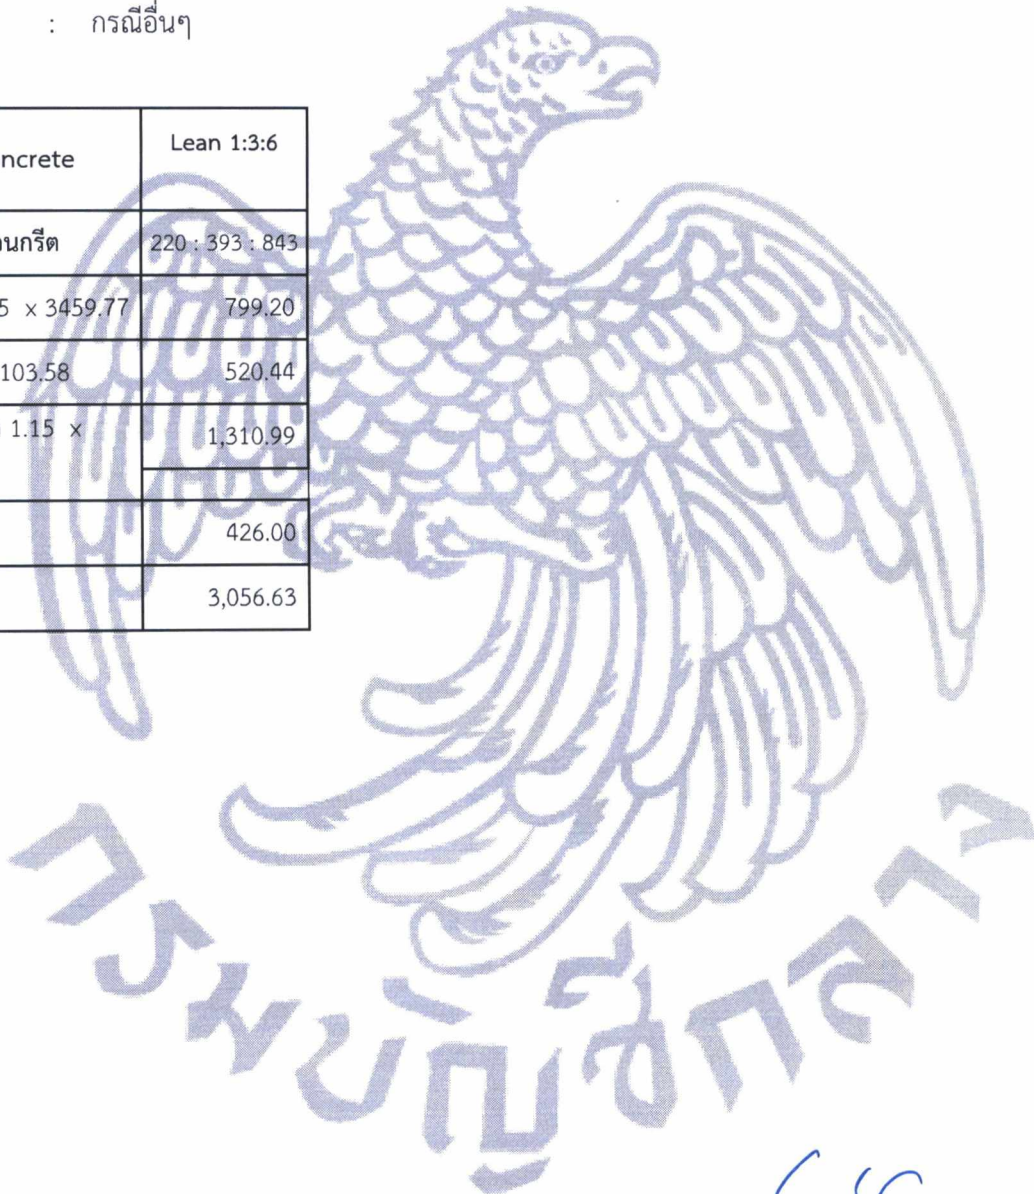 : กรณีอื่นๆ
ncrete Lean 1:3:6
นกรีต 220 : 393 : 843
5 x 3459.77 799.20
103.58 520.44
1.15 x 1,310.99
426.00
3,056.63
กรมบัญชีกลาง